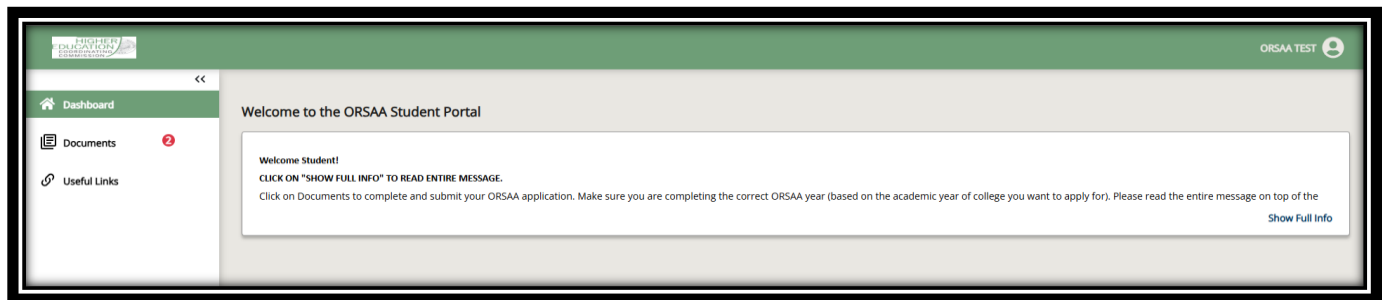 HIGHER
EDUCATION
COORDINATING
COMMISSION
ORSAA TEST
<<
Dashboard
Welcome to the ORSAA Student Portal
Documents 2
Welcome Student!
CLICK ON "SHOW FULL INFO" TO READ ENTIRE MESSAGE.
Useful Links
Click on Documents to complete and submit your ORSAA application. Make sure you are completing the correct ORSAA year (based on the academic year of college you want to apply for). Please read the entire message on top of the
Show Full Info